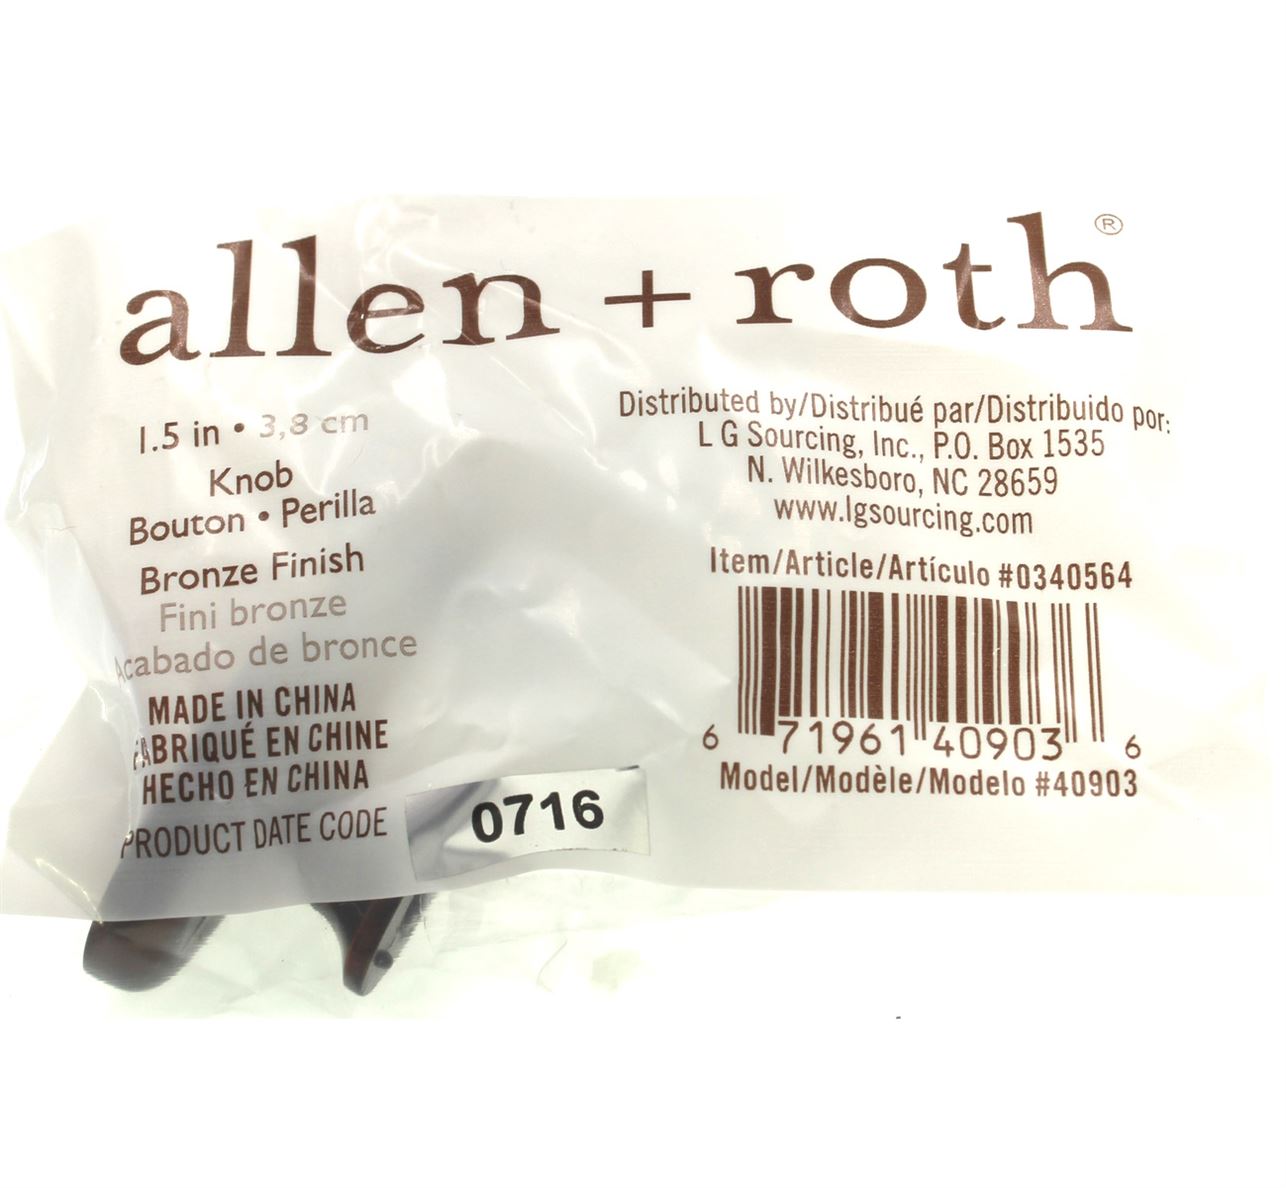 allen + roth®
1.5 in • 3,8 cm
Knob
Bouton • Perilla
Bronze Finish
Fini bronze
Acabado de bronce
MADE IN CHINA
FABRIQUÉ EN CHINE
HECHO EN CHINA
PRODUCT DATE CODE 0716
Distributed by/Distribué par/Distribuido por:
L G Sourcing, Inc., P.O. Box 1535
N. Wilkesboro, NC 28659
www.lgsourcing.com
Item/Article/Artículo #0340564
6 71961 40903 6
Model/Modèle/Modelo #40903